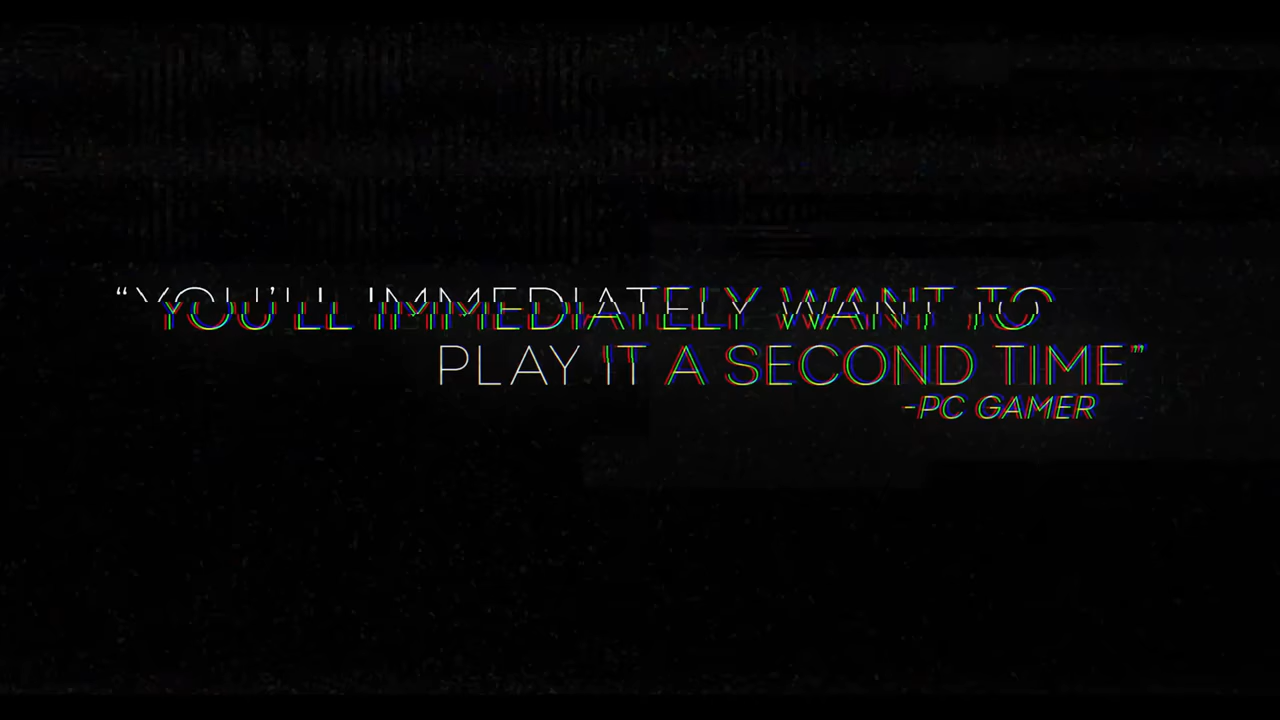 “YOU'LL IMMEDIATELY WANT TO
PLAY IT A SECOND TIME”
-PC GAMER